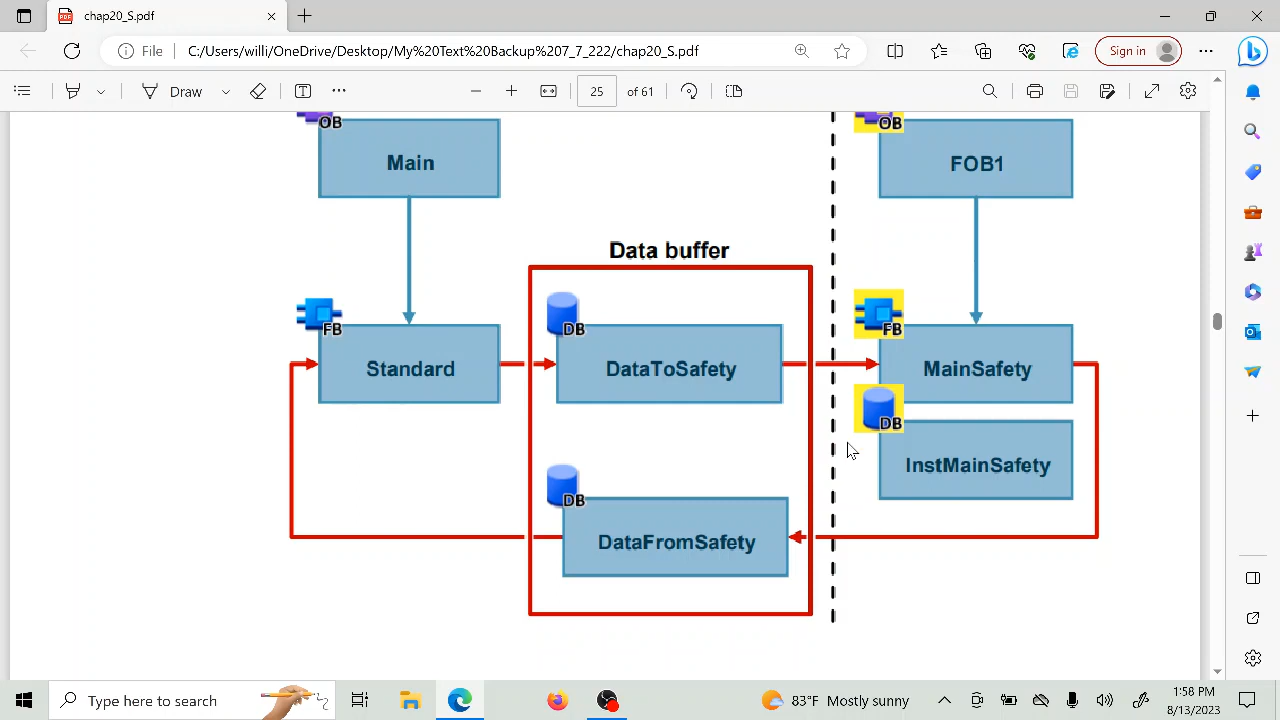 chap20_S.pdf
File C:/Users/willi/OneDrive/Desktop/My%20Text%20Backup%207_7_222/chap20_S.pdf
Sign in
Draw
25 of 61
OB
Main
OB
FOB1
Data buffer
FB
Standard
DB
DataToSafety
FB
MainSafety
DB
InstMainSafety
DB
DataFromSafety
Type here to search
83°F Mostly sunny
1:58 PM
8/13/2023